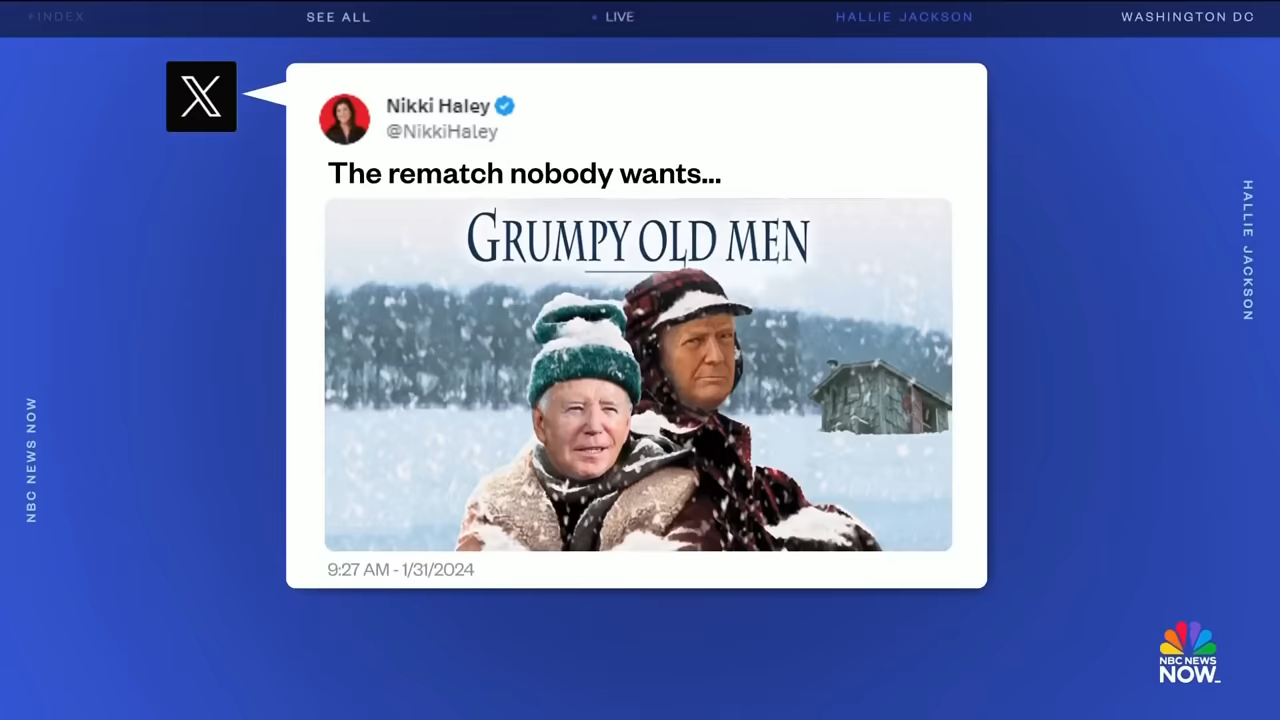 #INDEX
SEE ALL
• LIVE
HALLIE JACKSON
WASHINGTON DC
X
Nikki Haley
@NikkiHaley
The rematch nobody wants...
GRUMPY OLD MEN
9:27 AM - 1/31/2024
NBC NEWS NOW
HALLIE JACKSON
NBC NEWS
NOW_